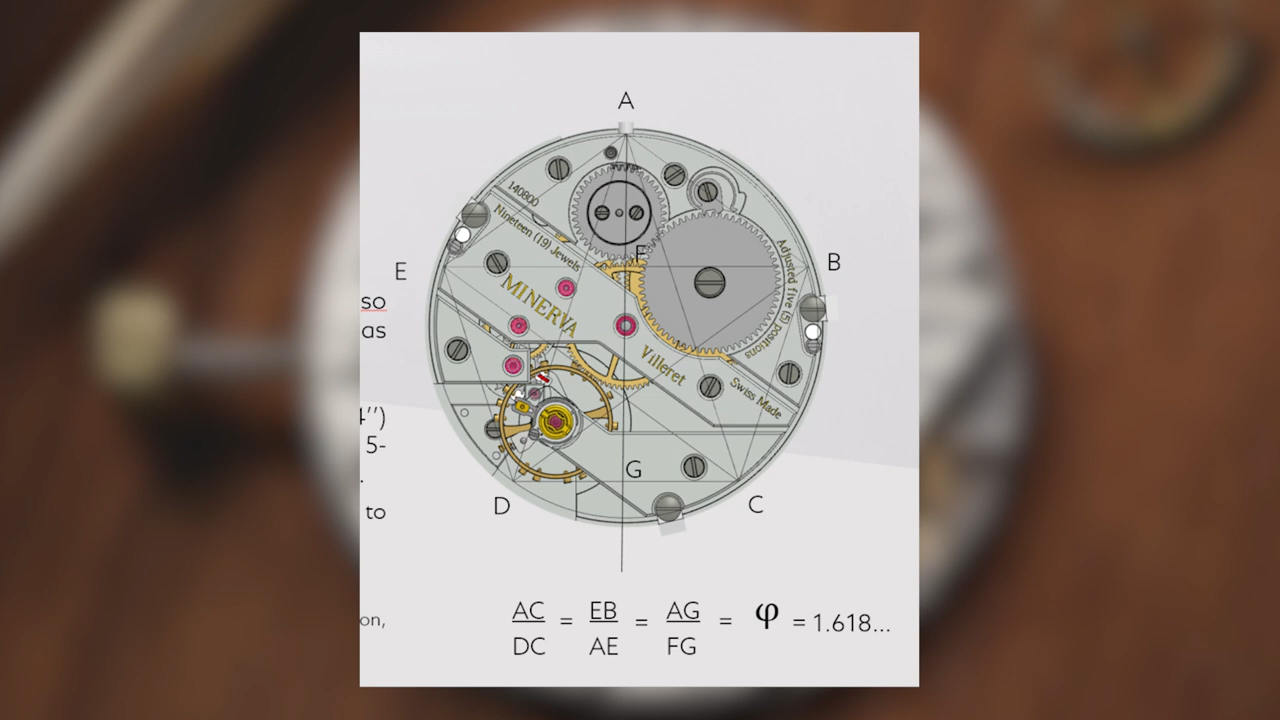 A
140800
Nineteen (19) Jewels
E
B
F
MINERVA
Adjusted five (5) positions
so
as
Villeret
Swiss Made
4'')
5-
G
D
C
.
to
on,
AC = EB = AG = φ = 1.618...
DC AE FG